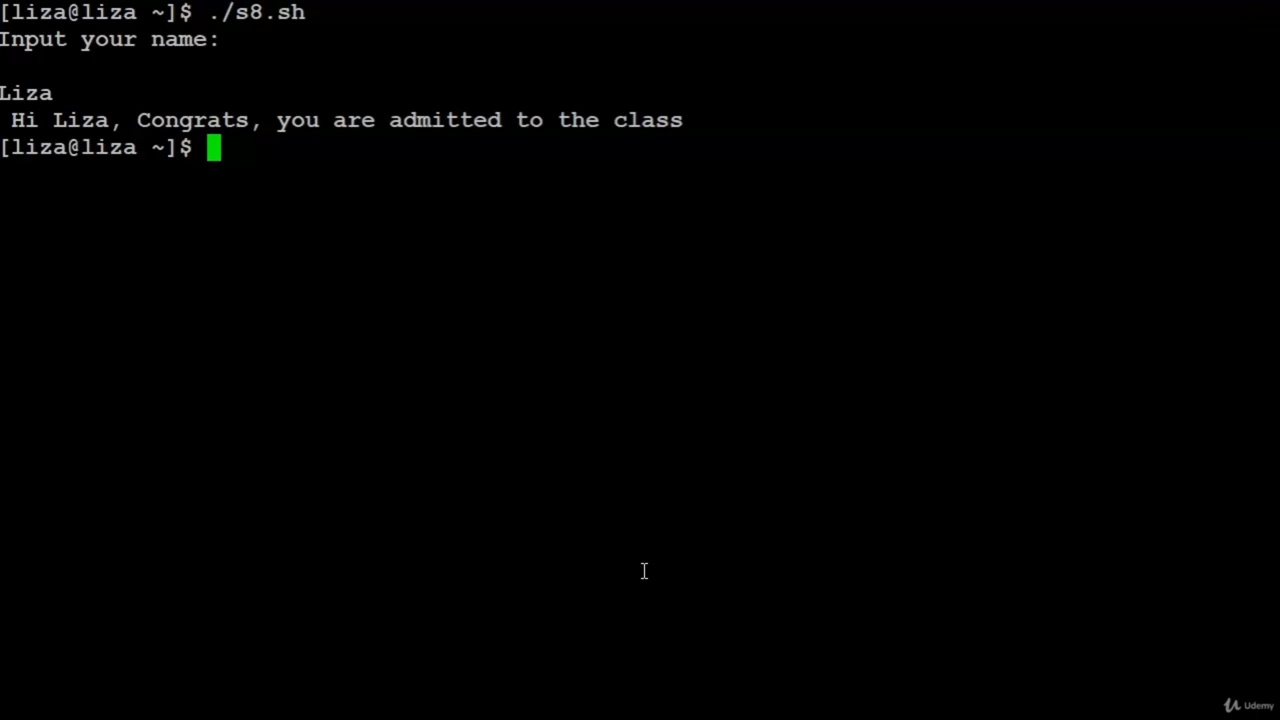 [liza@liza ~]$ ./s8.sh
Input your name:
Liza
Hi Liza, Congrats, you are admitted to the class
[liza@liza ~]$
Udemy